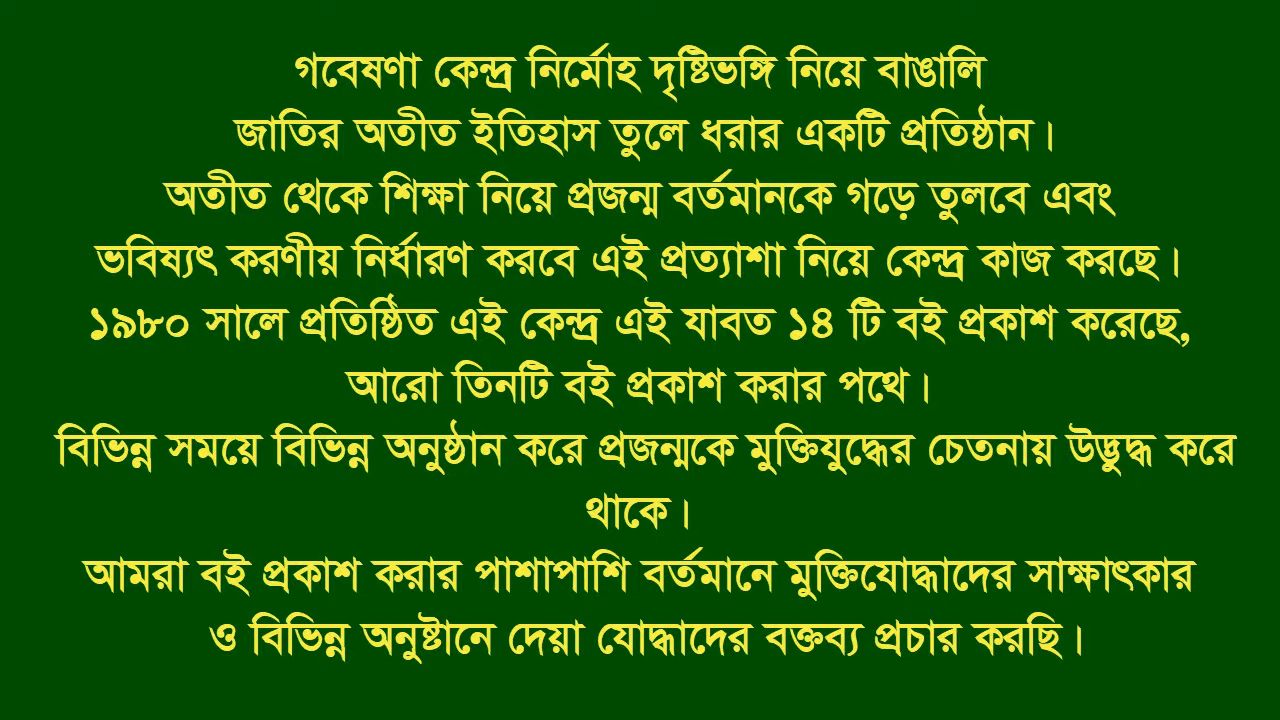 গবেষণা কেন্দ্র নির্মোহ দৃষ্টিভঙ্গি নিয়ে বাঙালি
জাতির অতীত ইতিহাস তুলে ধরার একটি প্রতিষ্ঠান।
অতীত থেকে শিক্ষা নিয়ে প্রজন্ম বর্তমানকে গড়ে তুলবে এবং
ভবিষ্যৎ করণীয় নির্ধারণ করবে এই প্রত্যাশা নিয়ে কেন্দ্র কাজ করছে।
১৯৮০ সালে প্রতিষ্ঠিত এই কেন্দ্র এই যাবত ১৪ টি বই প্রকাশ করেছে,
আরো তিনটি বই প্রকাশ করার পথে।
বিভিন্ন সময়ে বিভিন্ন অনুষ্ঠান করে প্রজন্মকে মুক্তিযুদ্ধের চেতনায় উদ্ভুদ্ধ করে
থাকে।
আমরা বই প্রকাশ করার পাশাপাশি বর্তমানে মুক্তিযোদ্ধাদের সাক্ষাৎকার
ও বিভিন্ন অনুষ্টানে দেয়া যোদ্ধাদের বক্তব্য প্রচার করছি।